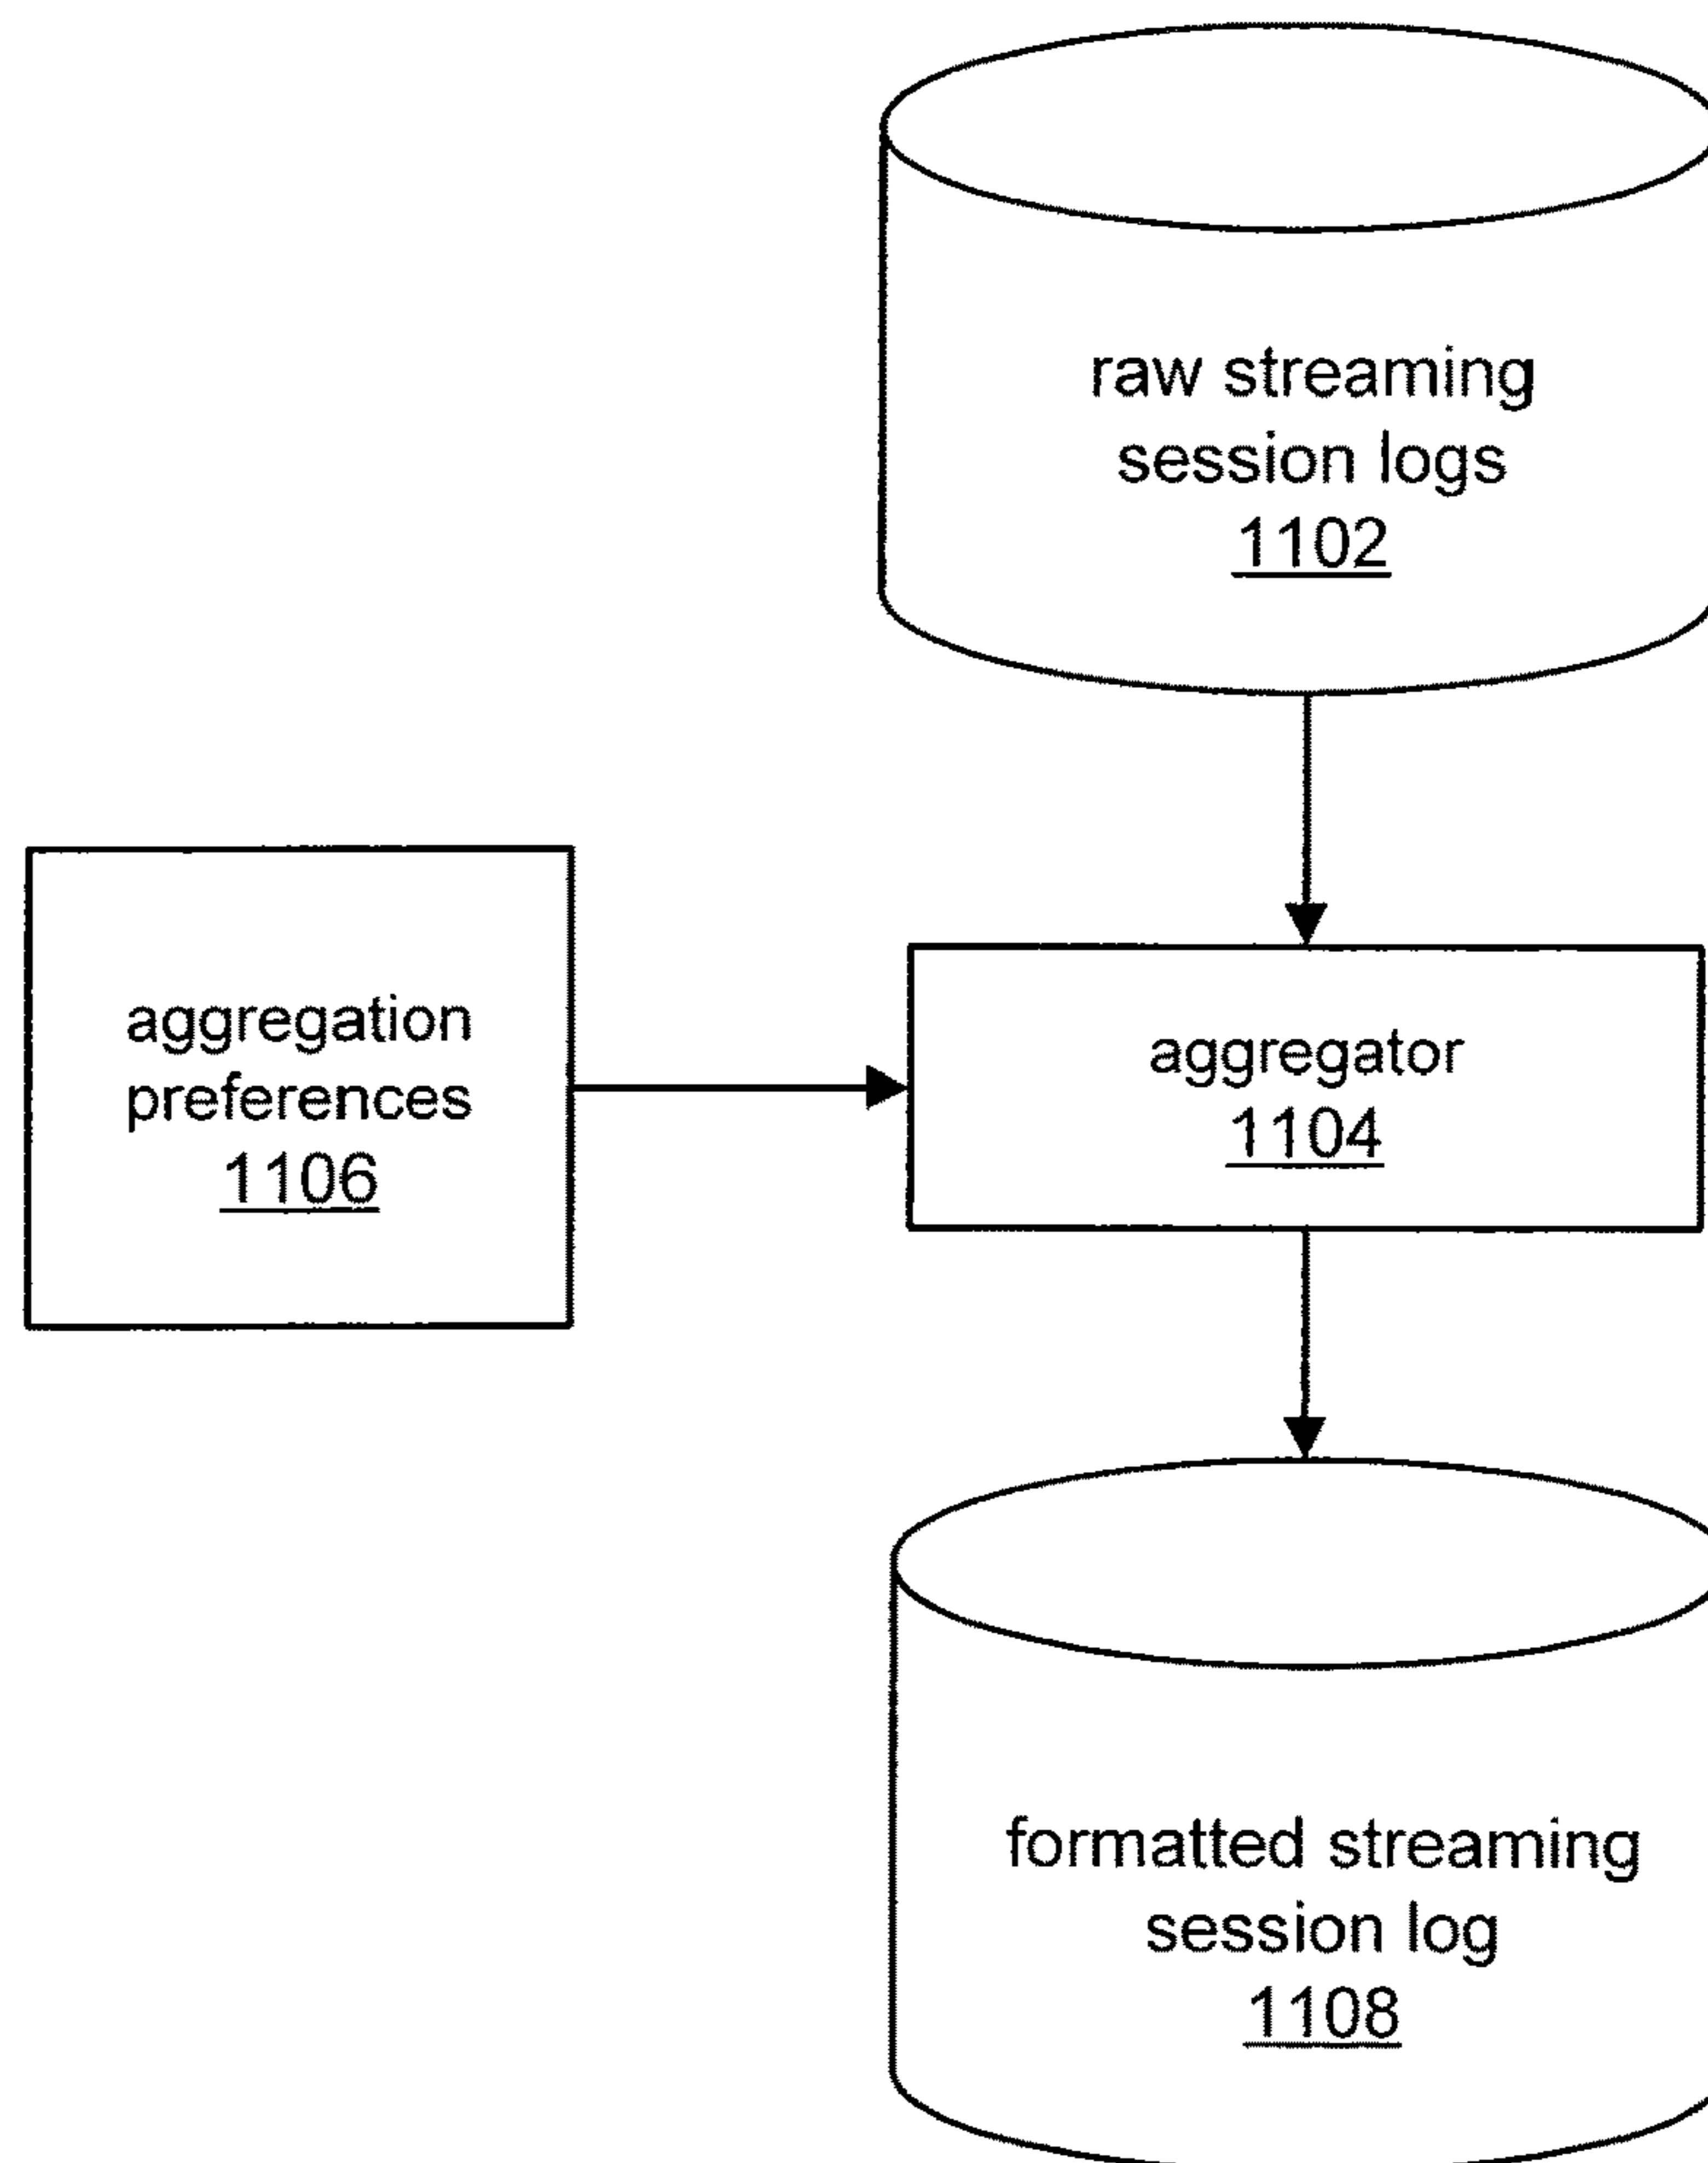 raw streaming
session logs
1102
aggregation
preferences
1106
aggregator
1104
formatted streaming
session log
1108